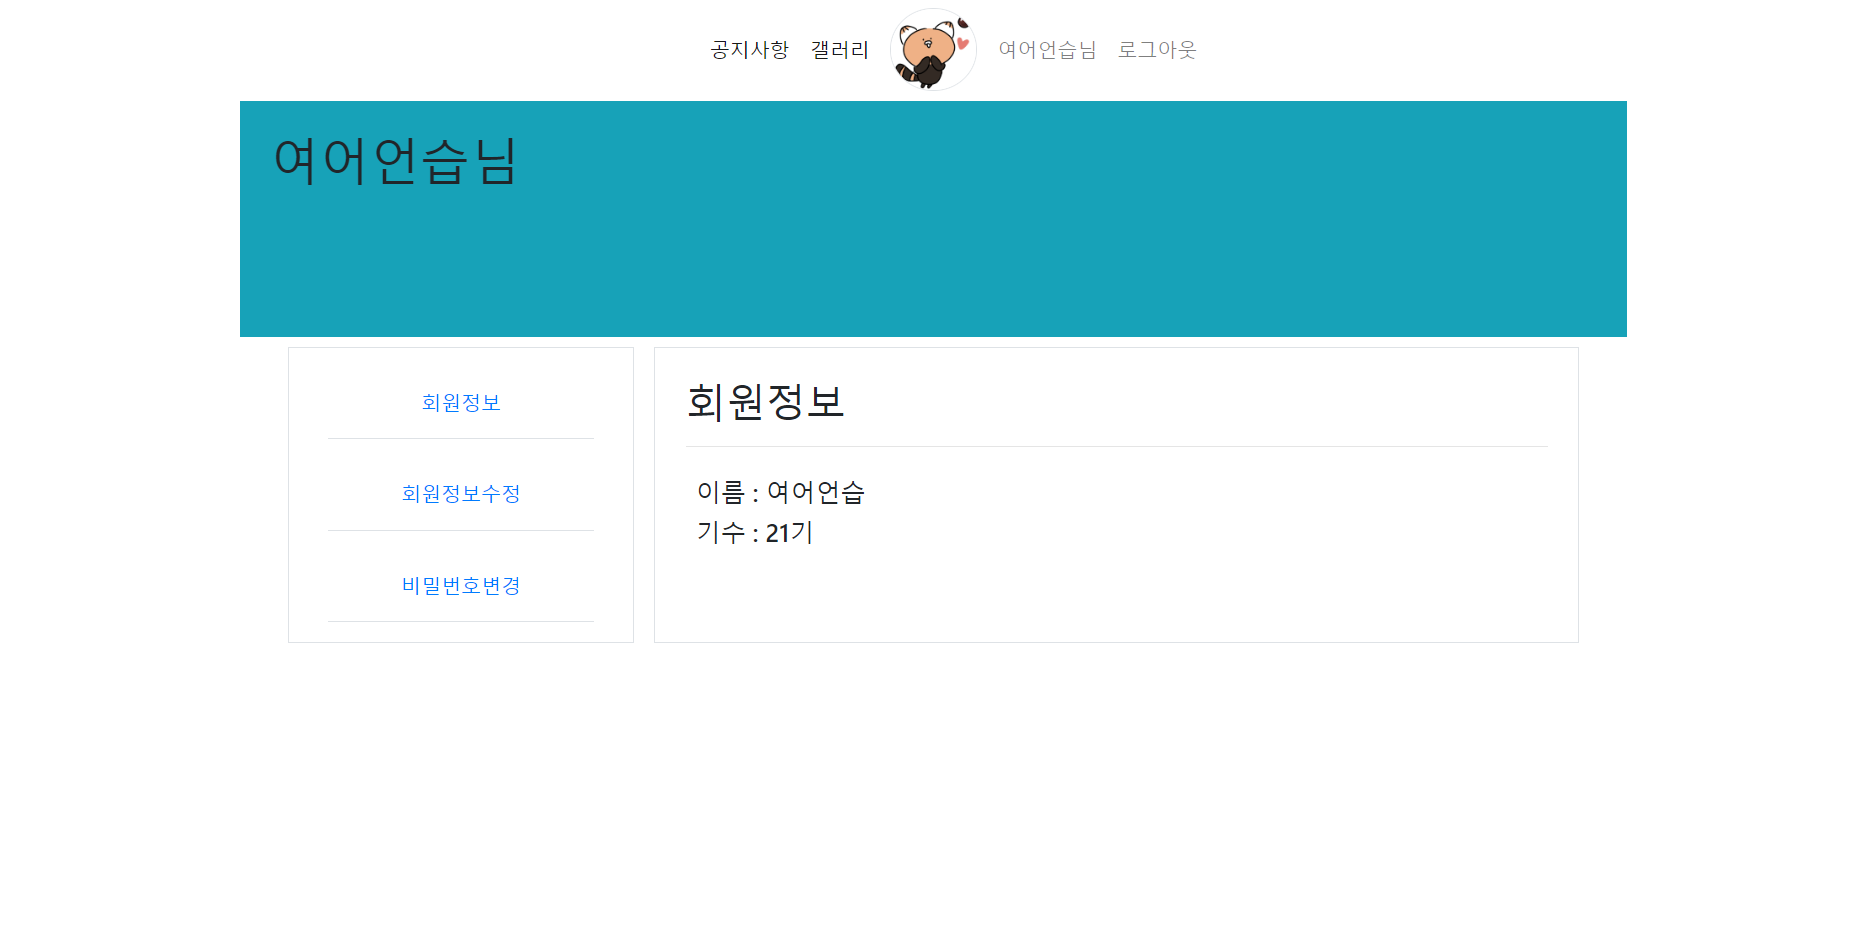 공지사항 갤러리 여어언습님 로그아웃
여어언습님
회원정보
회원정보수정
비밀번호변경
회원정보
이름 : 여어언습
기수 : 21기